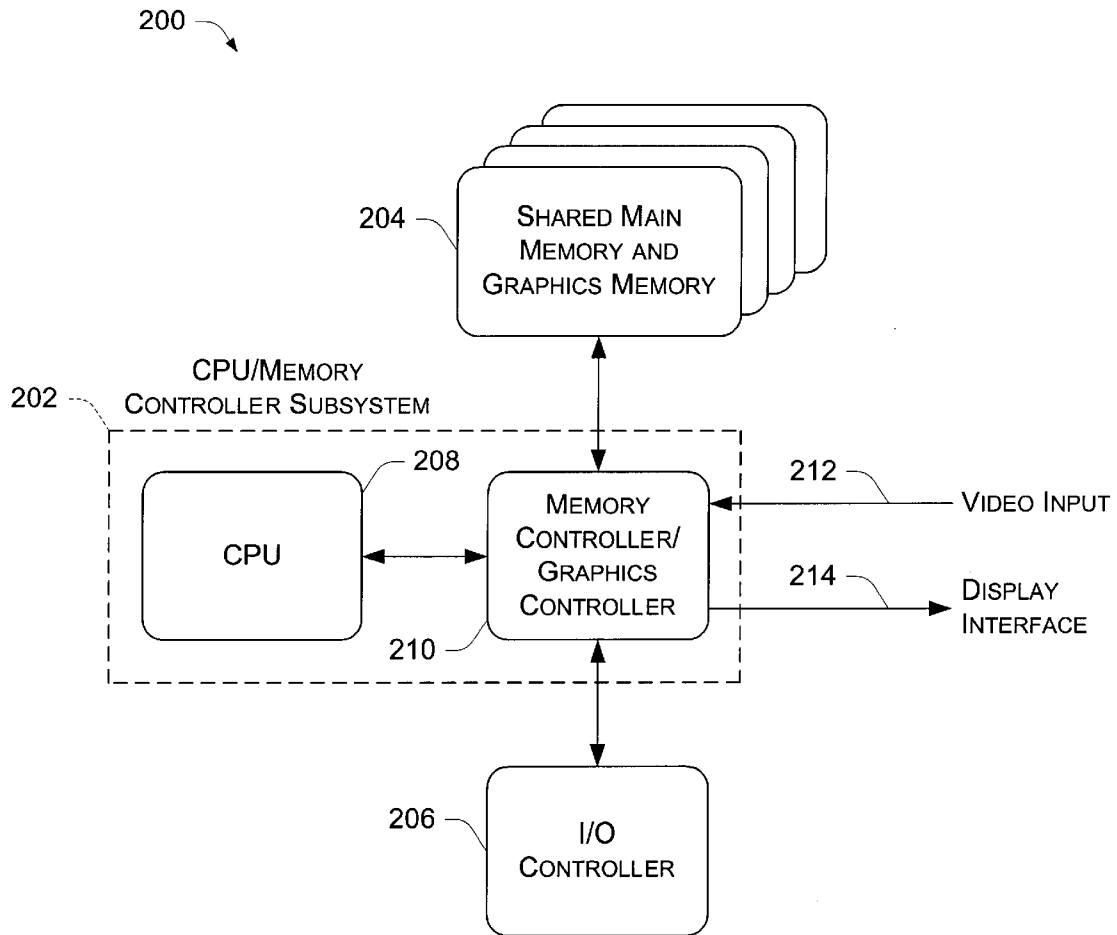 200
204
SHARED MAIN
MEMORY AND
GRAPHICS MEMORY
CPU/MEMORY
CONTROLLER SUBSYSTEM
202
208
CPU
MEMORY
CONTROLLER/
GRAPHICS
CONTROLLER
210
212
VIDEO INPUT
214
DISPLAY
INTERFACE
206
I/O
CONTROLLER